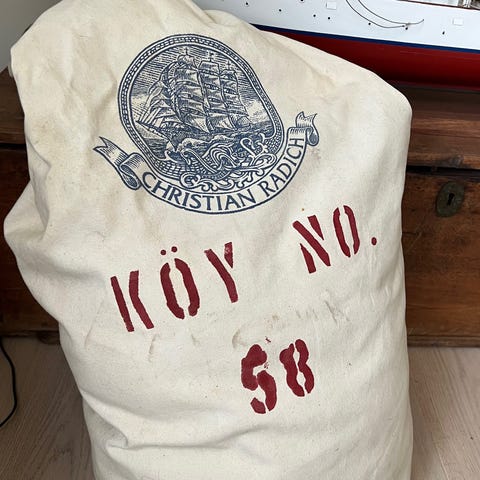 CHRISTIAN RADICH
KÖY NO.
58